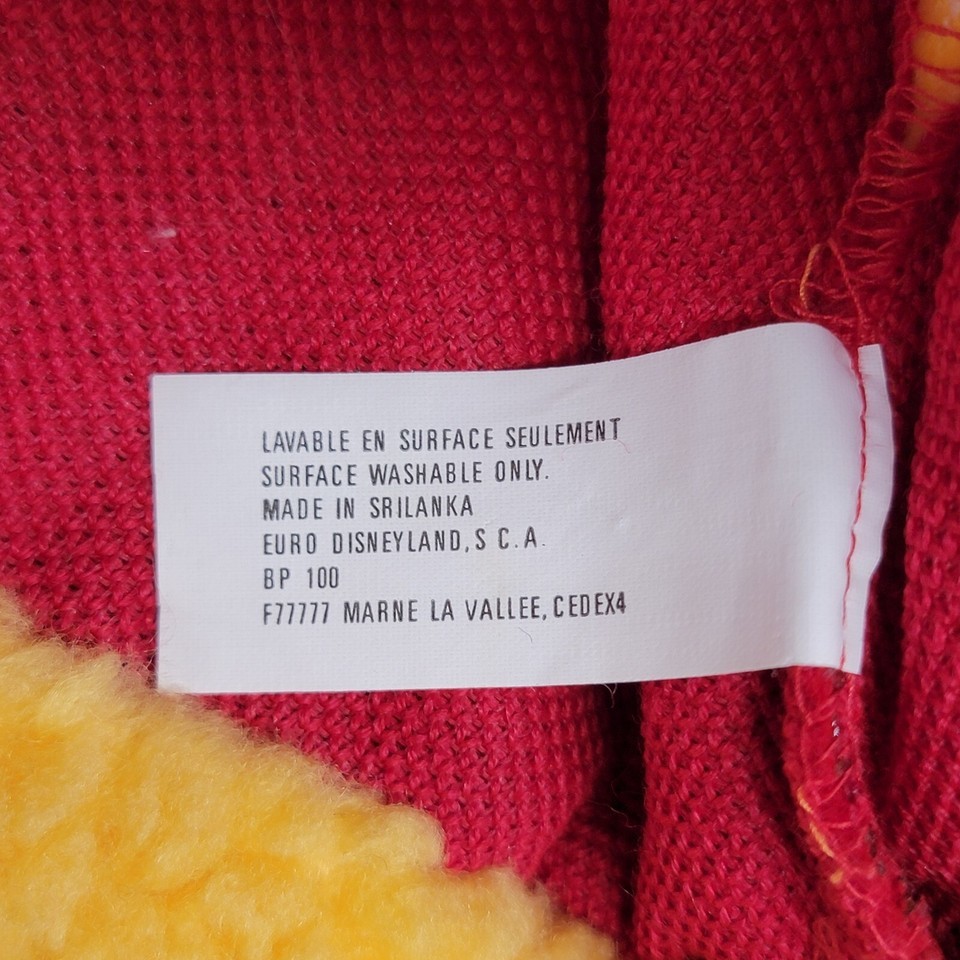 LAVABLE EN SURFACE SEULEMENT
SURFACE WASHABLE ONLY.
MADE IN SRILANKA
EURO DISNEYLAND,S C.A.
BP 100
F77777 MARNE LA VALLEE, CEDEX4